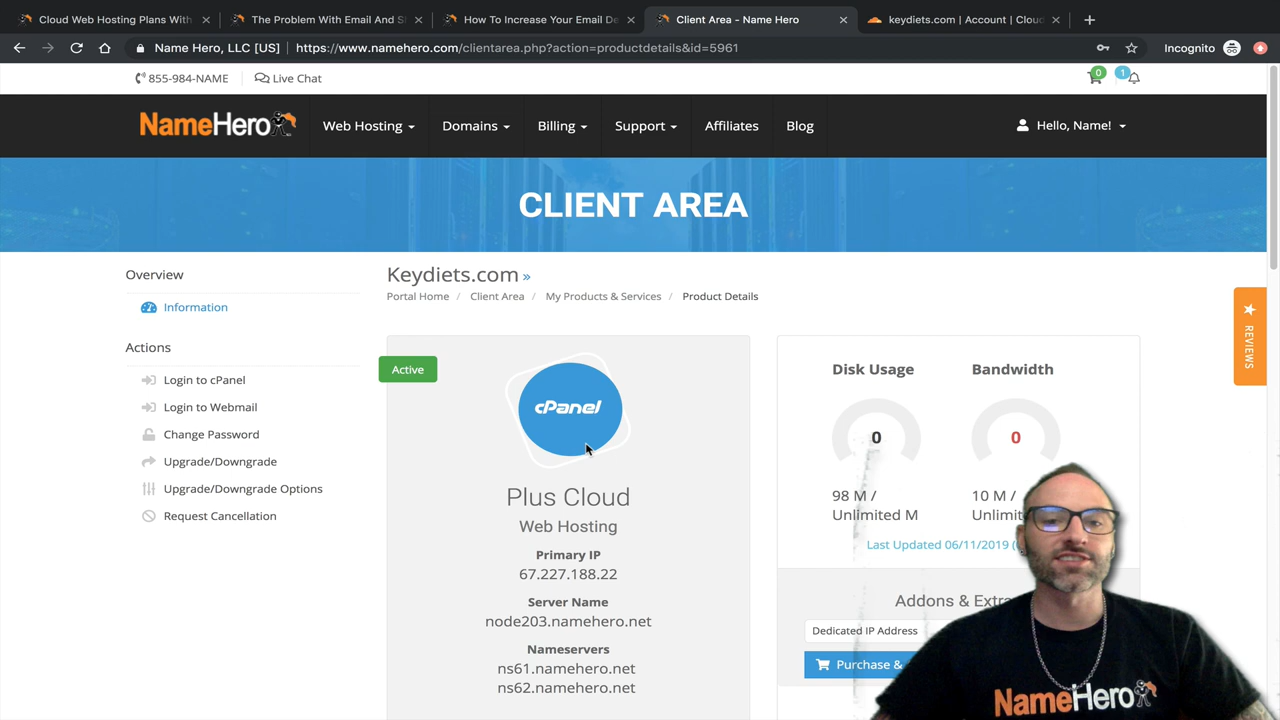 Cloud Web Hosting Plans With
The Problem With Email And S
How To Increase Your Email De
Client Area - Name Hero
keydiets.com | Account | Clou
Name Hero, LLC [US] | https://www.namehero.com/clientarea.php?action=productdetails&id=5961
Incognito
855-984-NAME
Live Chat
0
1
NameHero
Web Hosting
Domains
Billing
Support
Affiliates
Blog
Hello, Name!
CLIENT AREA
Overview
Information
Actions
Login to cPanel
Login to Webmail
Change Password
Upgrade/Downgrade
Upgrade/Downgrade Options
Request Cancellation
Keydiets.com »
Portal Home / Client Area / My Products & Services / Product Details
Active
cPanel
Plus Cloud
Web Hosting
Primary IP
67.227.188.22
Server Name
node203.namehero.net
Nameservers
ns61.namehero.net
ns62.namehero.net
Disk Usage
Bandwidth
0
0
98 M /
Unlimited M
10 M /
Unlimit
Last Updated 06/11/2019 (
Addons & Extra
Dedicated IP Address
Purchase &
REVIEWS
NameHero